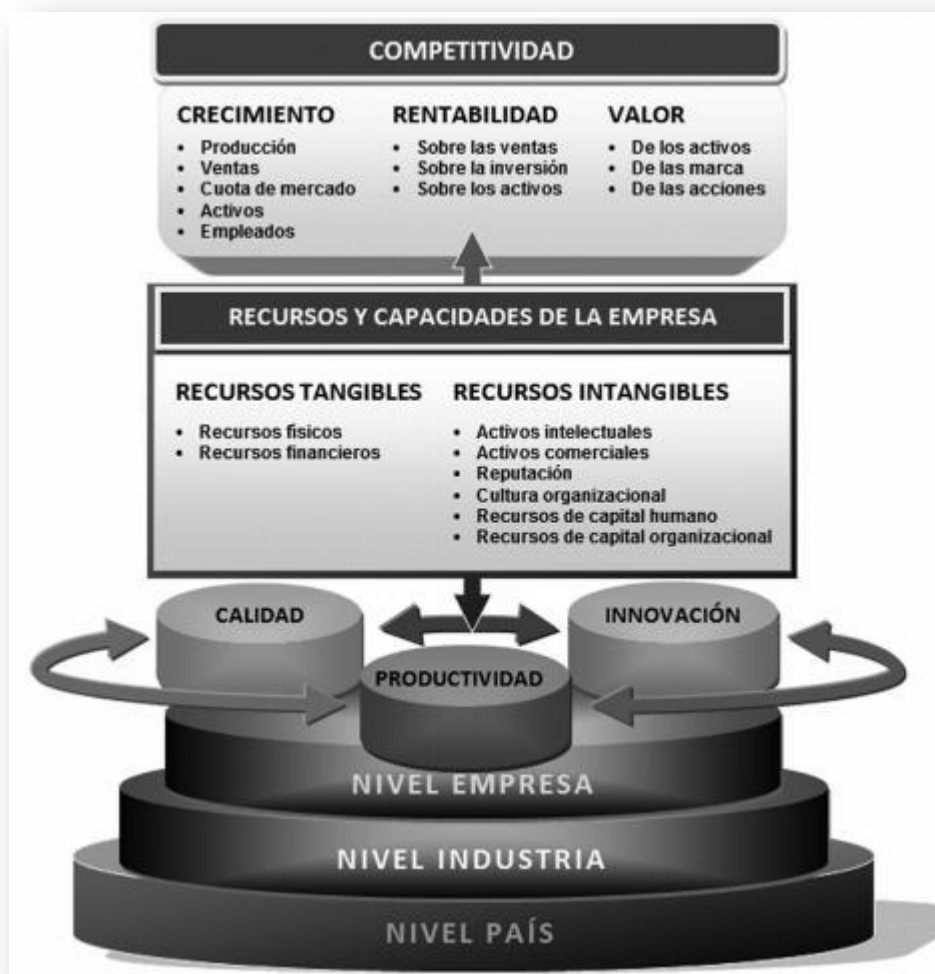 COMPETITIVIDAD
CRECIMIENTO
• Producción
• Ventas
• Cuota de mercado
• Activos
• Empleados
RENTABILIDAD
• Sobre las ventas
• Sobre la inversión
• Sobre los activos
VALOR
• De los activos
• De las marca
• De las acciones
RECURSOS Y CAPACIDADES DE LA EMPRESA
RECURSOS TANGIBLES
• Recursos físicos
• Recursos financieros
RECURSOS INTANGIBLES
• Activos intelectuales
• Activos comerciales
• Reputación
• Cultura organizacional
• Recursos de capital humano
• Recursos de capital organizacional
CALIDAD
INNOVACIÓN
PRODUCTIVIDAD
NIVEL EMPRESA
NIVEL INDUSTRIA
NIVEL PAÍS